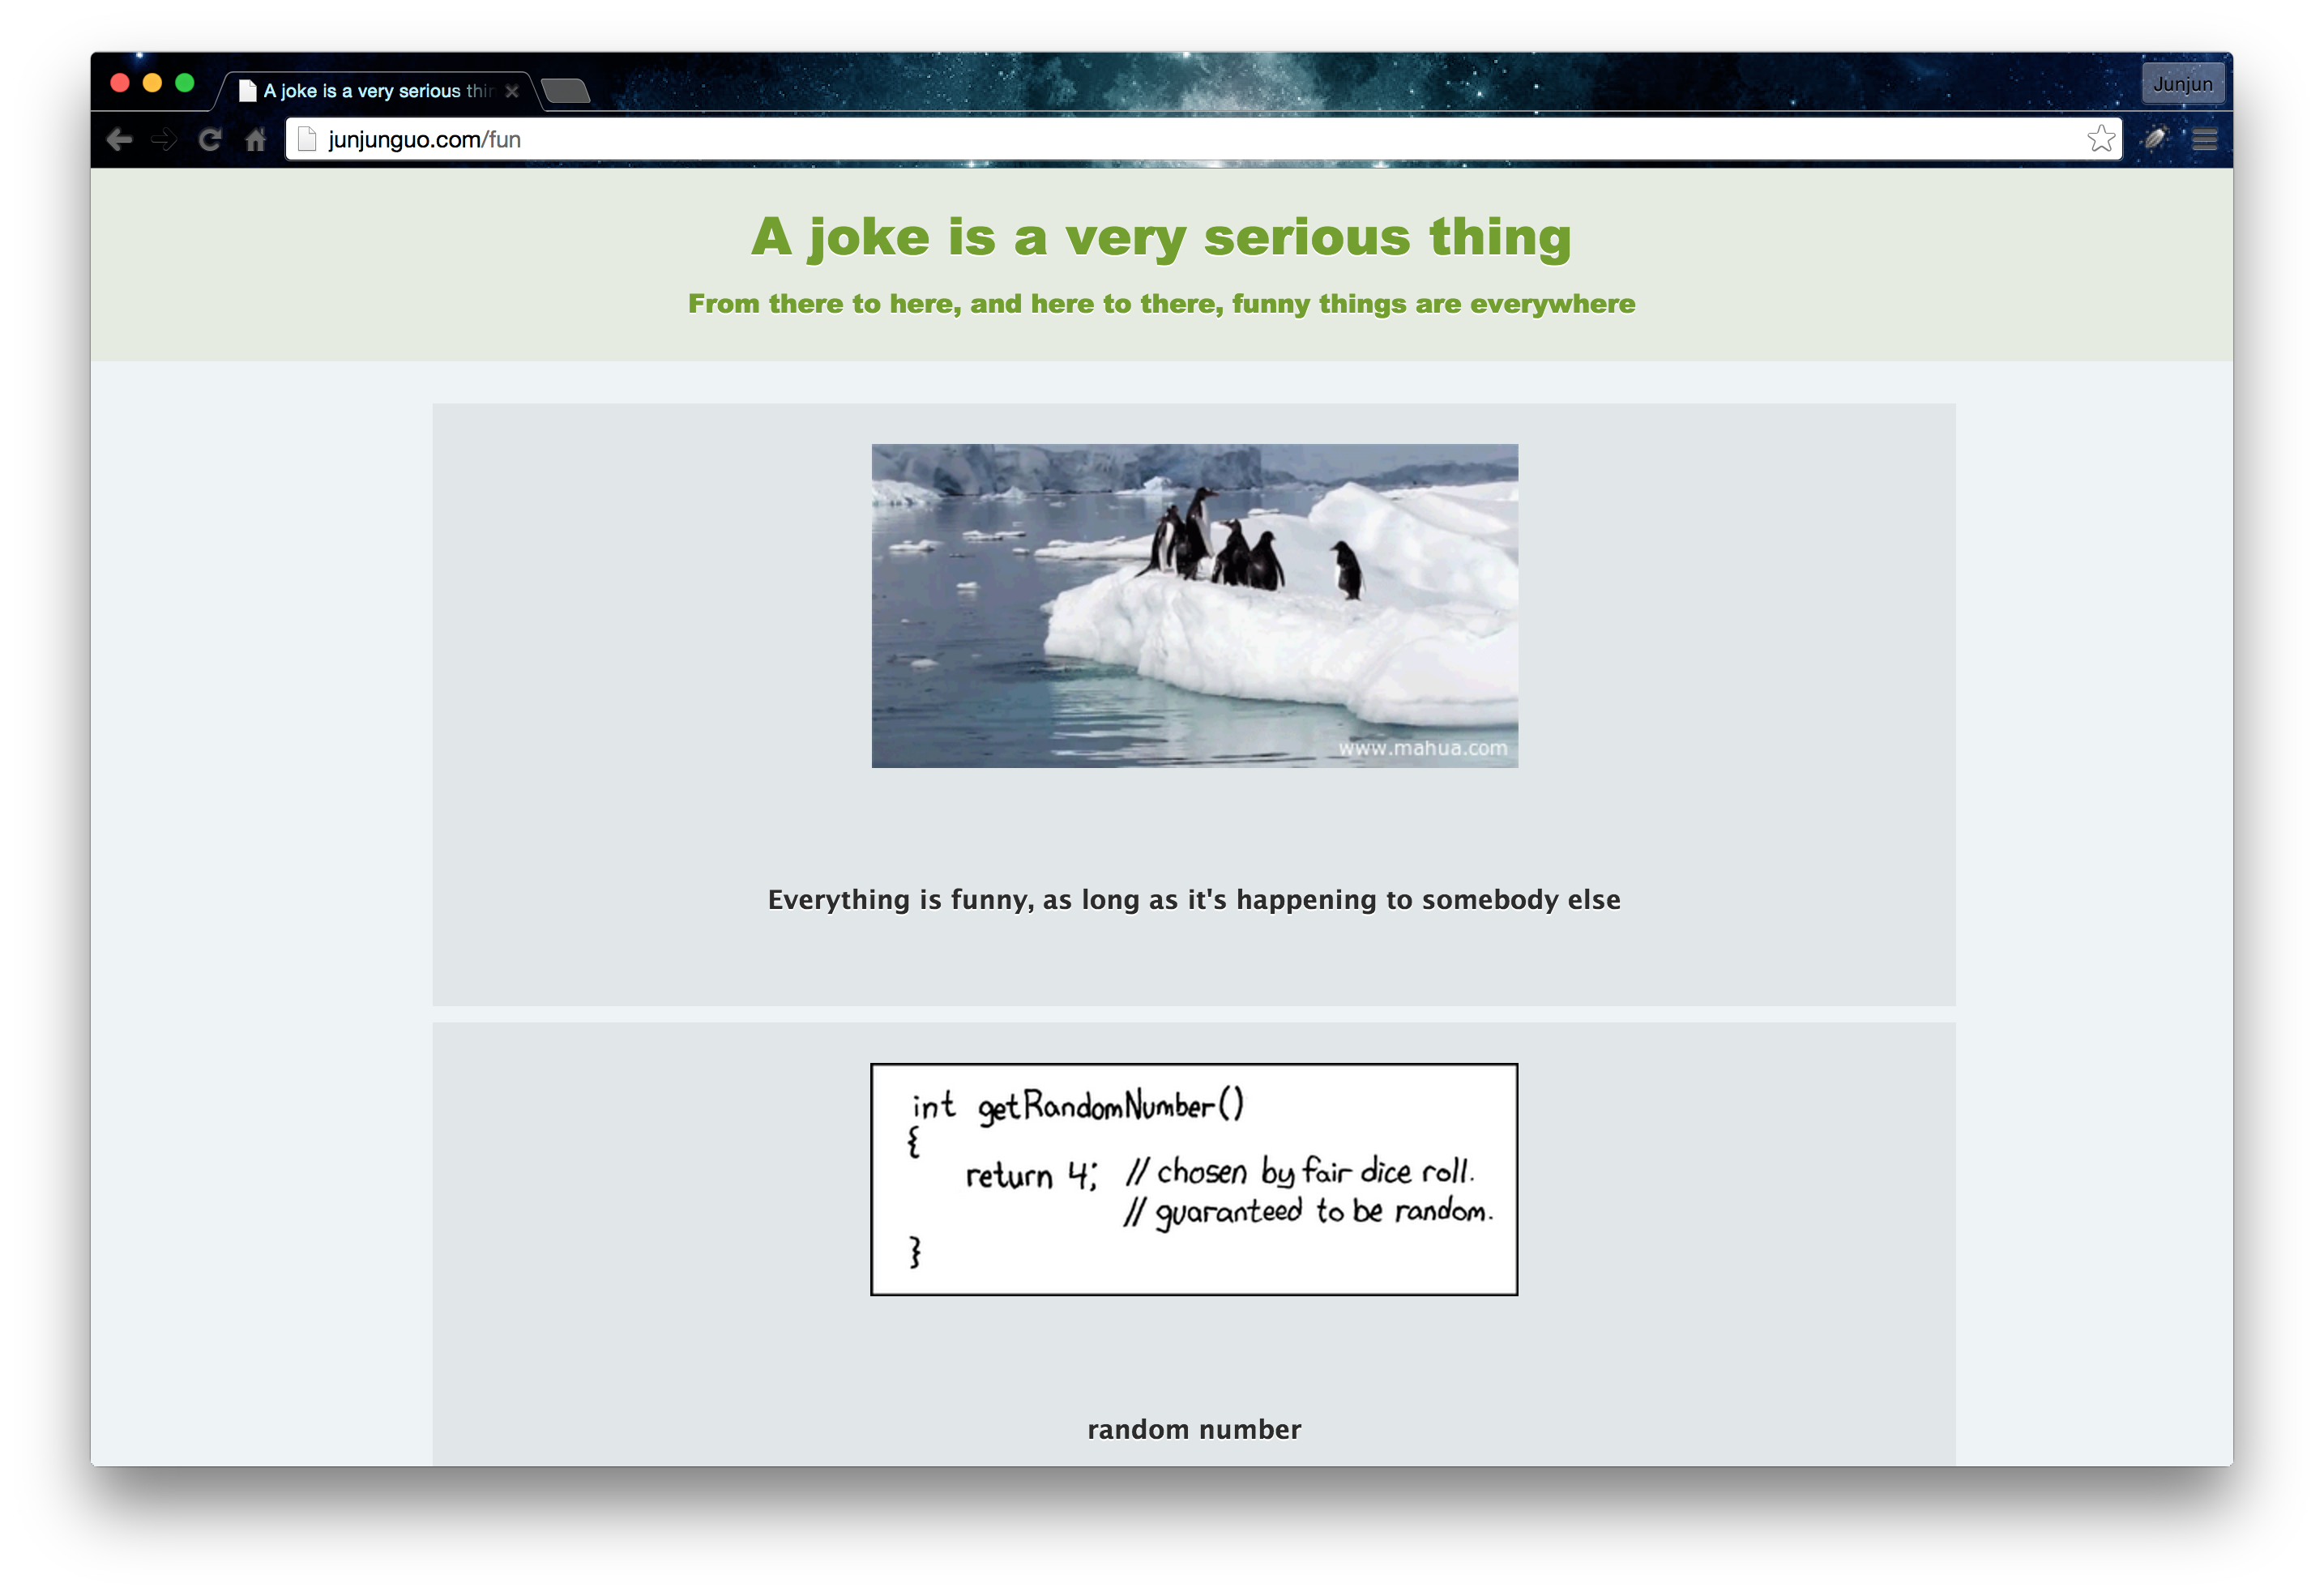 A joke is a very serious thin
Junjun
junjunguo.com/fun
A joke is a very serious thing
From there to here, and here to there, funny things are everywhere
www.mahua.com
Everything is funny, as long as it's happening to somebody else
int getRandomNumber()
{
return 4; // chosen by fair dice roll.
// guaranteed to be random.
}
random number